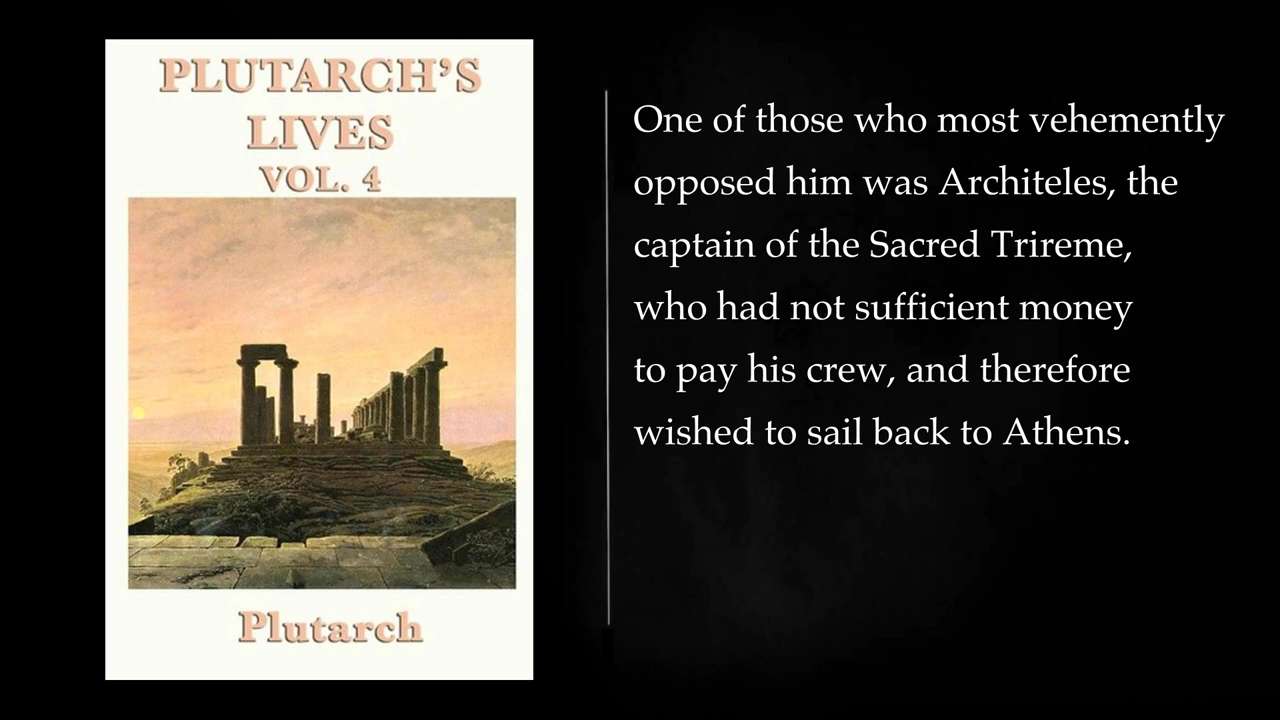 PLUTARCH'S
LIVES
VOL. 4
Plutarch
One of those who most vehemently
opposed him was Architeles, the
captain of the Sacred Trireme,
who had not sufficient money
to pay his crew, and therefore
wished to sail back to Athens.